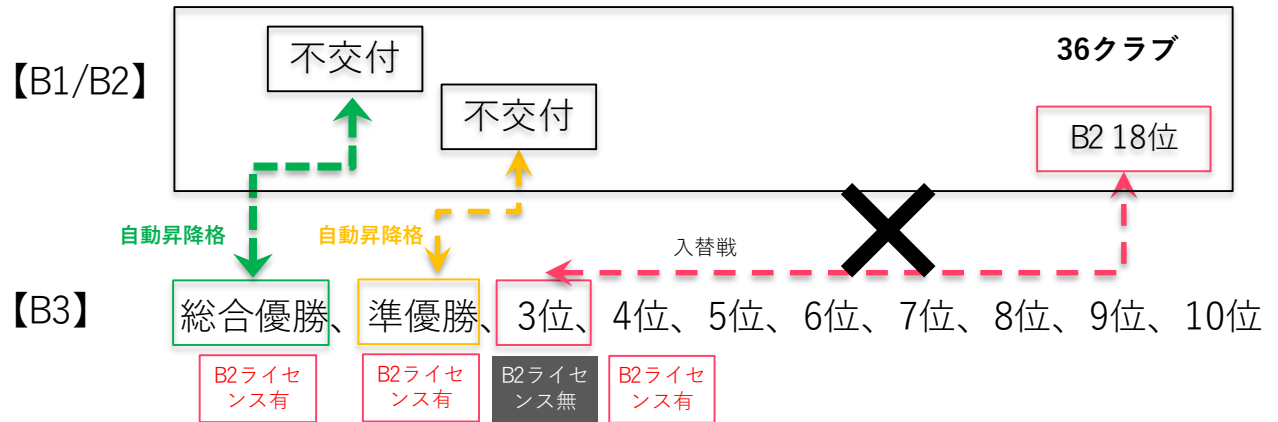 36クラブ
不交付
【B1/B2】
不交付
B2 18位
自動昇降格
自動昇降格
入替戦
【B3】
総合優勝、準優勝、3位、4位、5位、6位、7位、8位、9位、10位
B2ライセ
ンス有
B2ライセ
ンス有
B2ライセ
ンス無
B2ライセ
ンス有